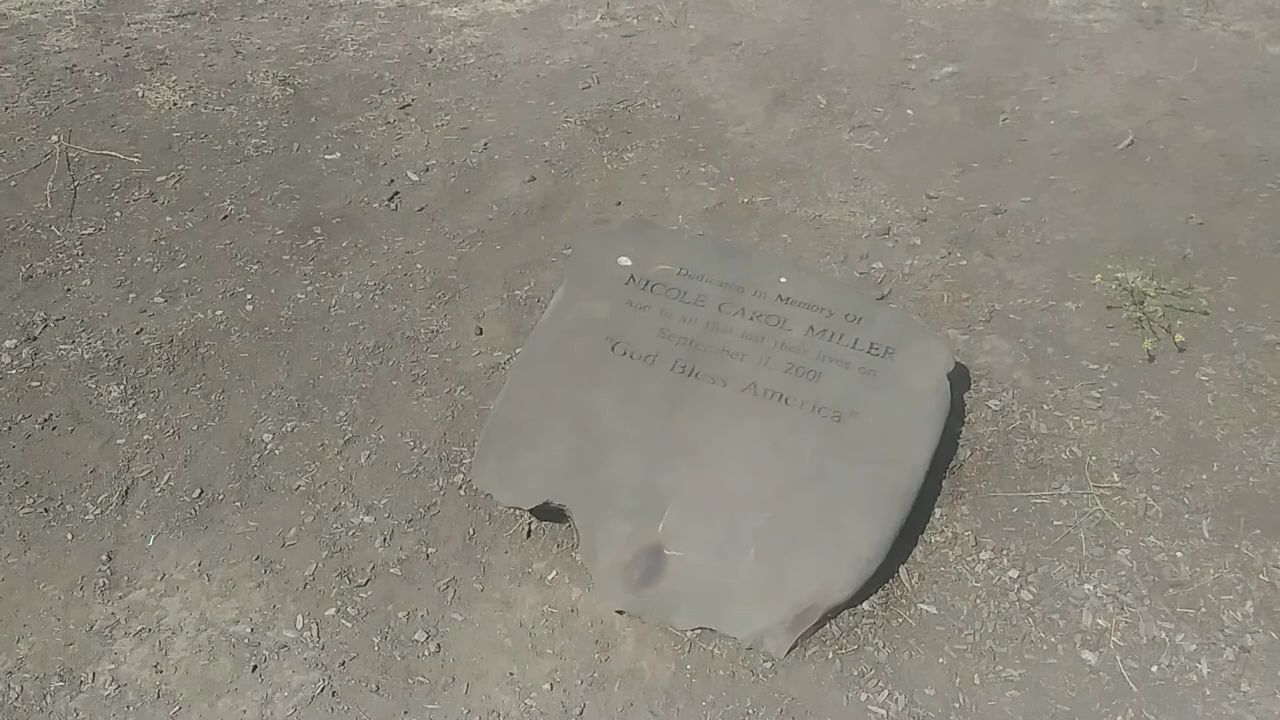 Dedicated in Memory of
NICOLE CAROL MILLER
and to all that lost their lives on
September 11, 2001
"God Bless America"